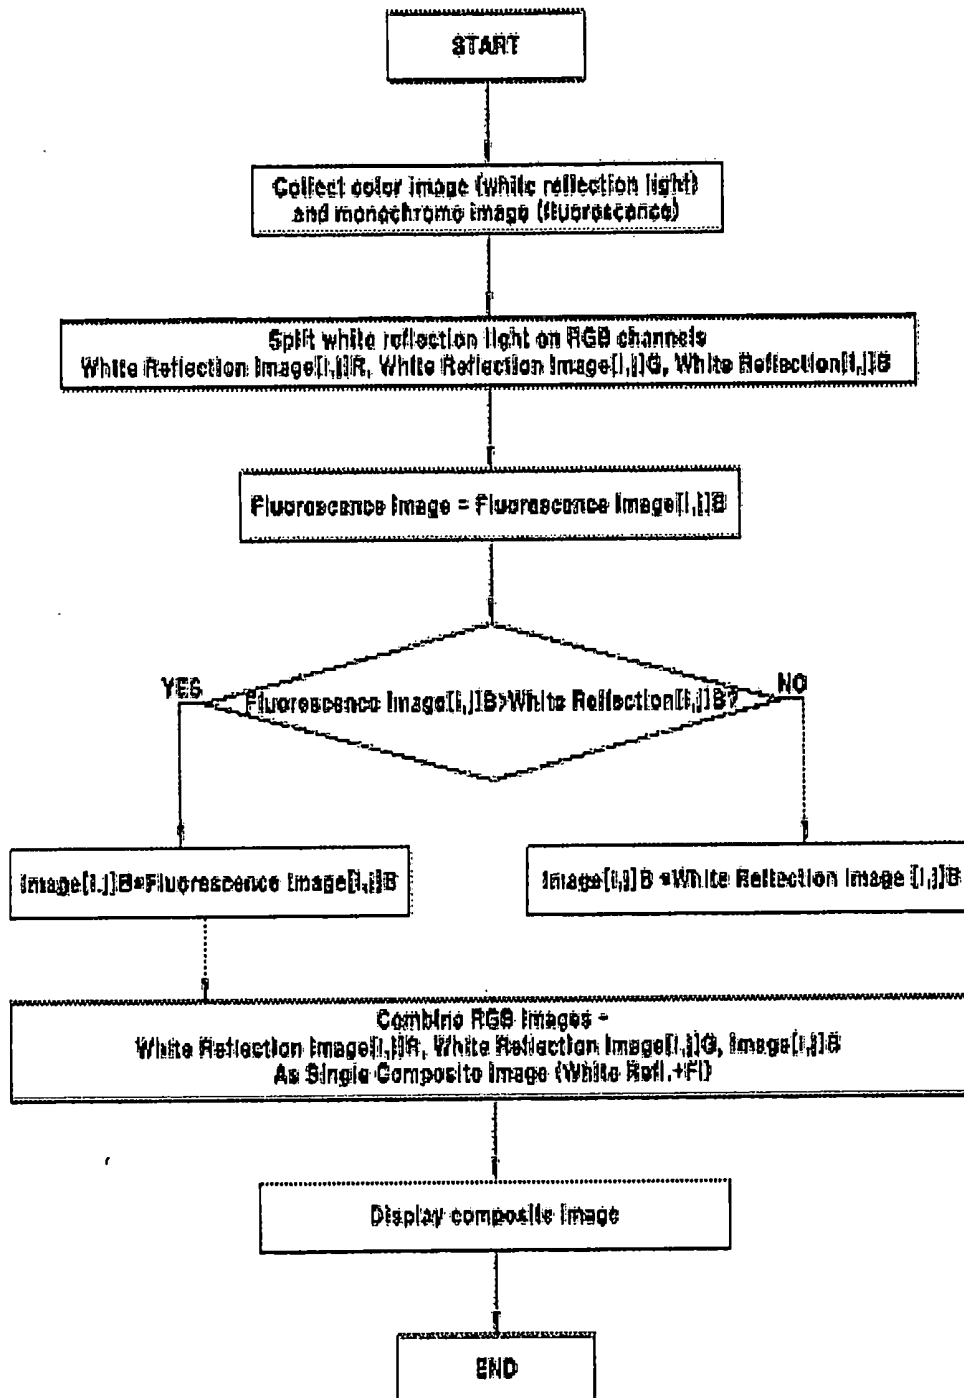 START
Collect color image (white reflection light)
and monochrome image (fluorescence)
Split white reflection light on RGB channels
White Reflection Image[i,j]R, White Reflection Image[i,j]G, White Reflection[i,j]B
Fluorescence Image = Fluorescence Image[i,j]B
YES
Fluorescence Image[i,j]B>White Reflection[i,j]B?
NO
Image[i,j]B=Fluorescence Image[i,j]B
Image[i,j]B =White Reflection Image [i,j]B
Combine RGB Images -
White Reflection Image[i,j]R, White Reflection Image[i,j]G, Image[i,j]B
As Single Composite Image (White Refl.+Fl)
Display composite image
END